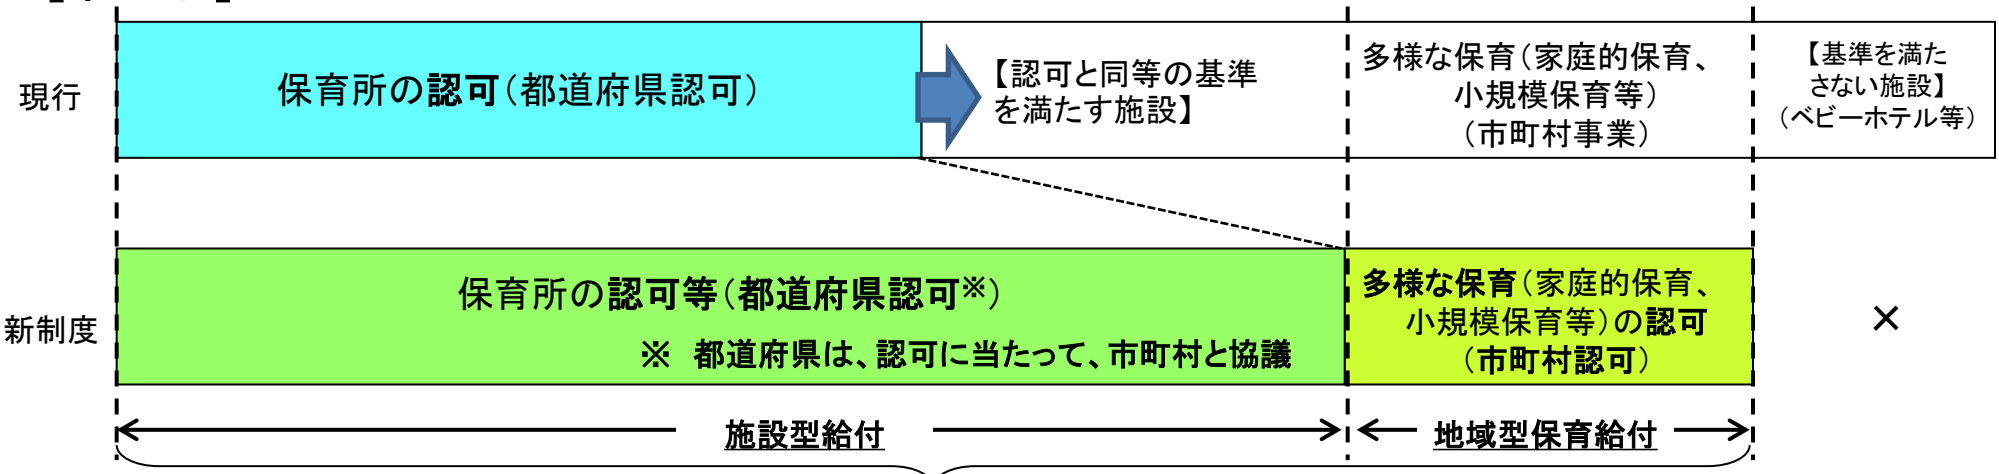 現行
保育所の認可(都道府県認可)
【認可と同等の基準
を満たす施設】
多様な保育(家庭的保育、
小規模保育等)
(市町村事業)
【基準を満た
さない施設】
(ベビーホテル等)
新制度
保育所の認可等(都道府県認可※)
※ 都道府県は、認可に当たって、市町村と協議
多様な保育(家庭的保育、
小規模保育等)の認可
(市町村認可)
×
施設型給付
地域型保育給付